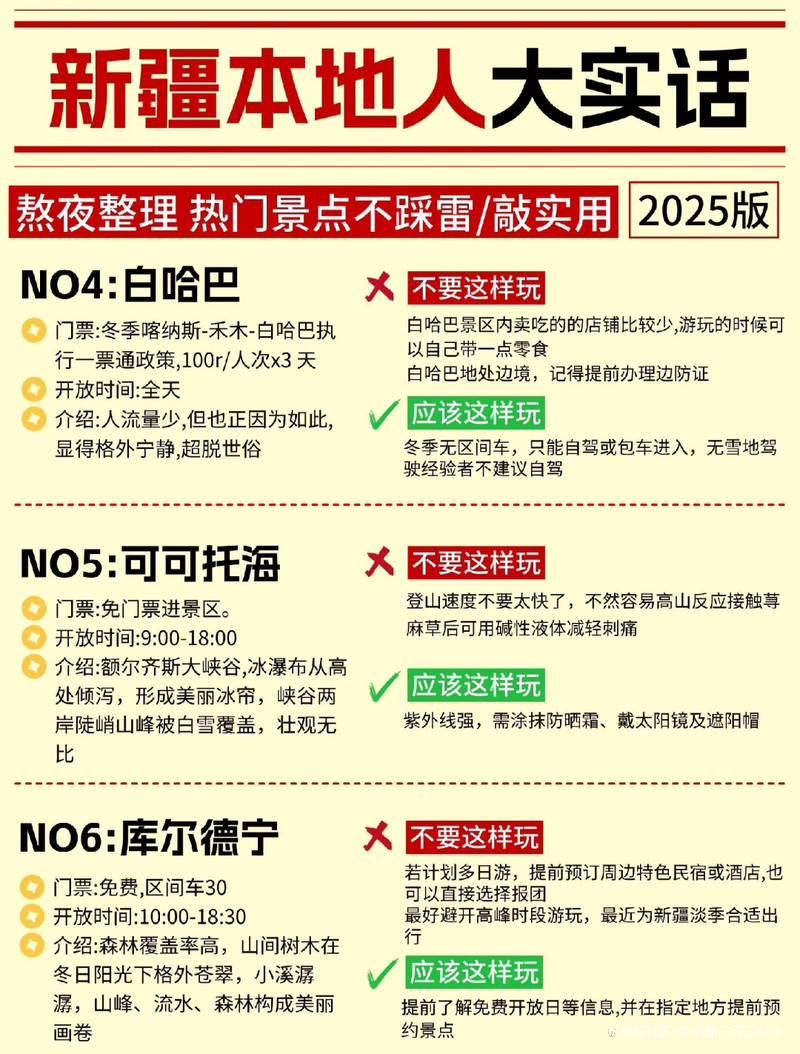 新疆本地人大实话
熬夜整理 热门景点不踩雷/敲实用
2025版
NO4:白哈巴
门票:冬季喀纳斯-禾木-白哈巴执
行一票通政策,100r/人次x3 天
开放时间:全天
介绍:人流量少,但也正因为如此,
显得格外宁静,超脱世俗
不要这样玩
白哈巴景区内卖吃的的店铺比较少,游玩的时候可
以自己带一点零食
白哈巴地处边境，记得提前办理边防证
应该这样玩
冬季无区间车，只能自驾或包车进入，无雪地驾
驶经验者不建议自驾
NO5:可可托海
门票:免门票进景区。
开放时间:9:00-18:00
介绍:额尔齐斯大峡谷,冰瀑布从高
处倾泻，形成美丽冰帘，峡谷两
岸陡峭山峰被白雪覆盖，壮观无
比
不要这样玩
登山速度不要太快了，不然容易高山反应接触荨
麻草后可用碱性液体减轻刺痛
应该这样玩
紫外线强，需涂抹防晒霜、戴太阳镜及遮阳帽
NO6:库尔德宁
门票:免费,区间车30
开放时间:10:00-18:30
介绍:森林覆盖率高，山间树木在
冬日阳光下格外苍翠，小溪潺
潺，山峰、流水、森林构成美丽
画卷
不要这样玩
若计划多日游，提前预订周边特色民宿或酒店,也
可以直接选择报团
最好避开高峰时段游玩，最近为新疆淡季合适出
行
应该这样玩
提前了解免费开放日等信息,并在指定地方提前预
约景点